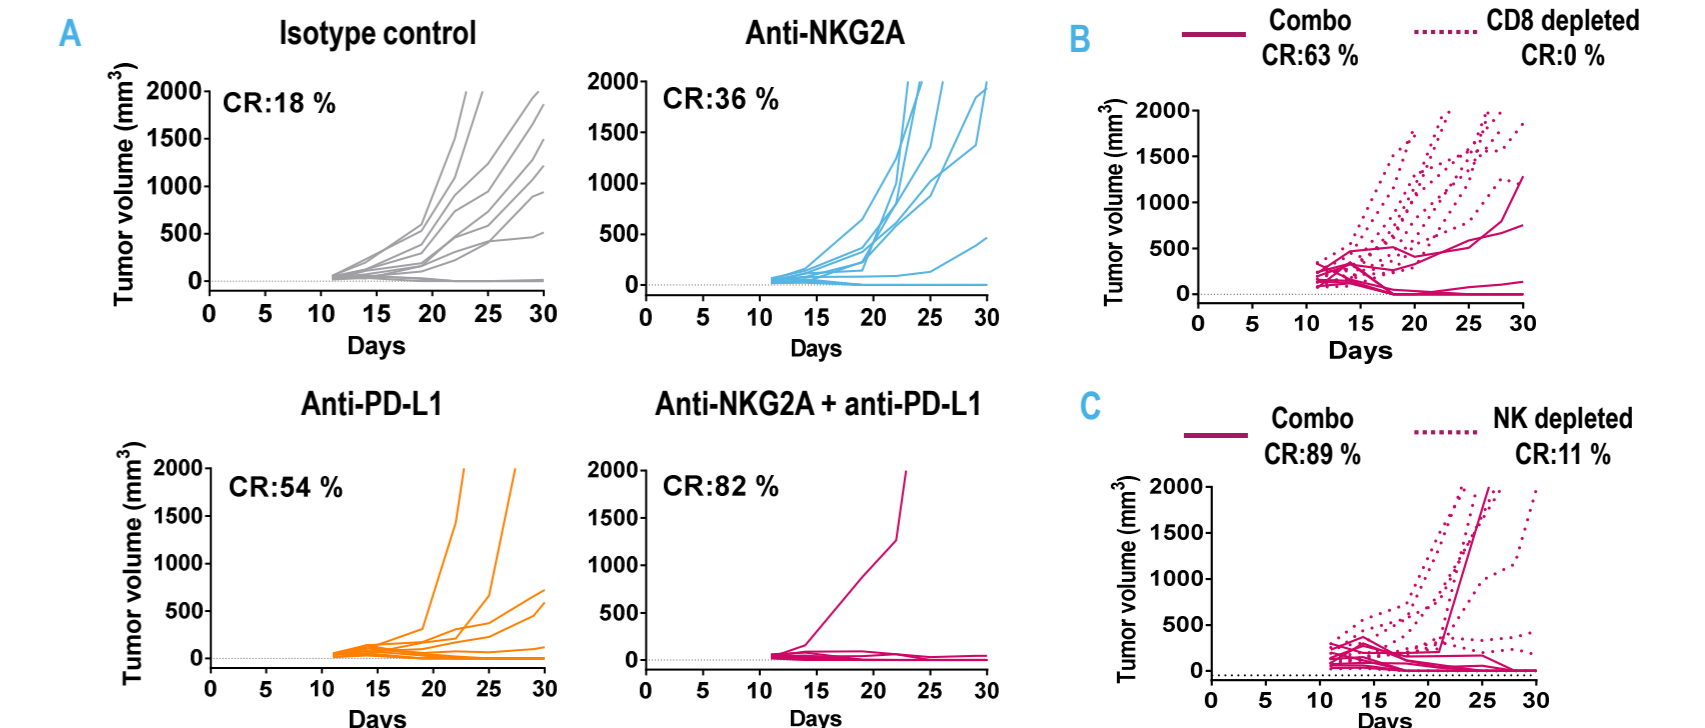 A
Isotype control
CR:18 %
Tumor volume (mm3)
2000
1500
1000
500
0
0 5 10 15 20 25 30
Days
Anti-NKG2A
CR:36 %
2000
1500
1000
500
0
0 5 10 15 20 25 30
Days
Anti-PD-L1
CR:54 %
Tumor volume (mm3)
2000
1500
1000
500
0
0 5 10 15 20 25 30
Days
Anti-NKG2A + anti-PD-L1
CR:82 %
2000
1500
1000
500
0
0 5 10 15 20 25 30
Days
B
Combo
CR:63 %
CD8 depleted
CR:0 %
Tumor volume (mm3)
2000
1500
1000
500
0
0 5 10 15 20 25 30
Days
C
Combo
CR:89 %
NK depleted
CR:11 %
Tumor volume (mm3)
2000
1500
1000
500
0
0 5 10 15 20 25 30
Days